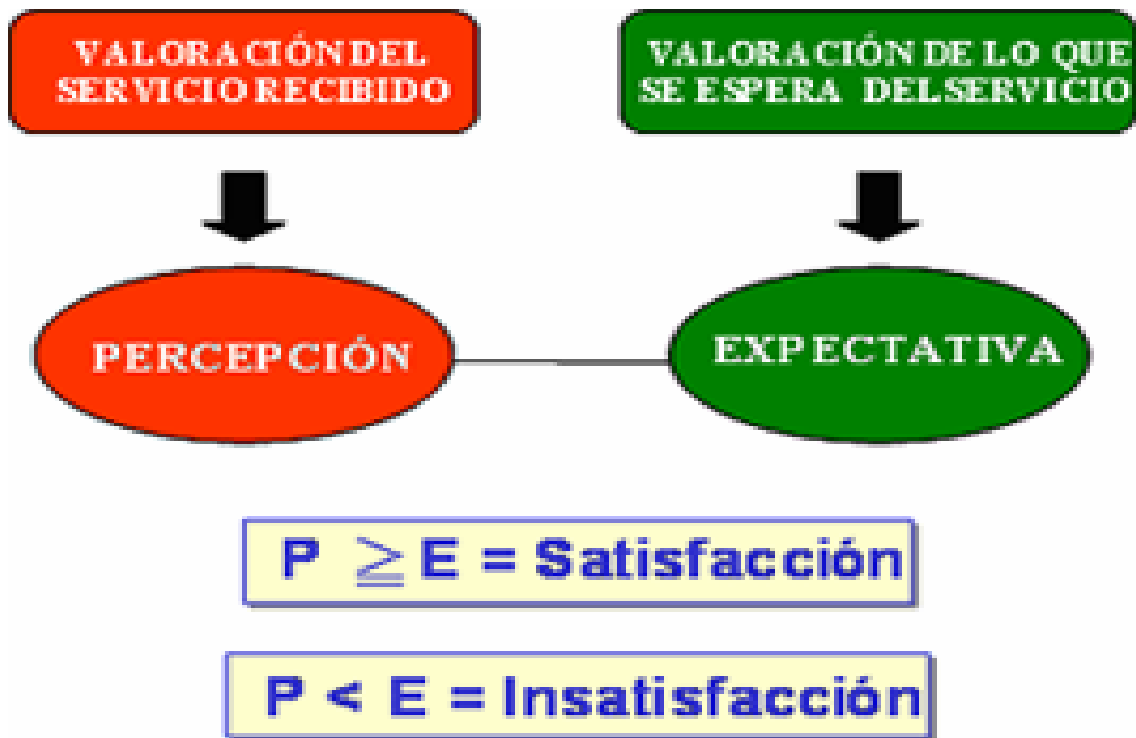 VALORACIÓN DEL
SERVICIO RECIBIDO
VALORACIÓN DE LO QUE
SE ESPERA DEL SERVICIO
PERCEPCIÓN
EXPECTATIVA
P ≧ E = Satisfacción
P < E = Insatisfacción